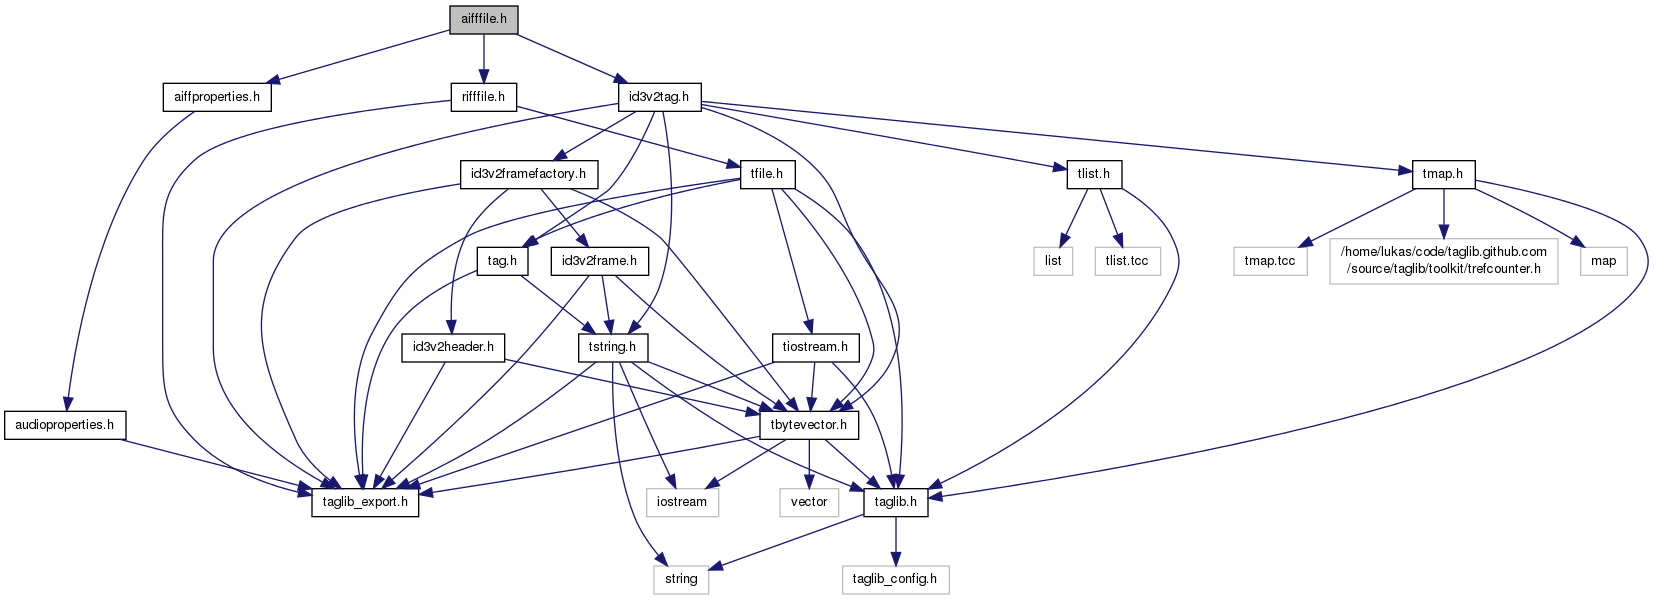 aifffile.h
aiffproperties.h
rifffile.h
id3v2tag.h
id3v2framefactory.h
tfile.h
tlist.h
tmap.h
tag.h
id3v2frame.h
list
tlist.tcc
tmap.tcc
/home/lukas/code/taglib.github.com
/source/taglib/toolkit/trefcounter.h
map
id3v2header.h
tstring.h
tiostream.h
audioproperties.h
tbytevector.h
taglib_export.h
iostream
vector
taglib.h
string
taglib_config.h